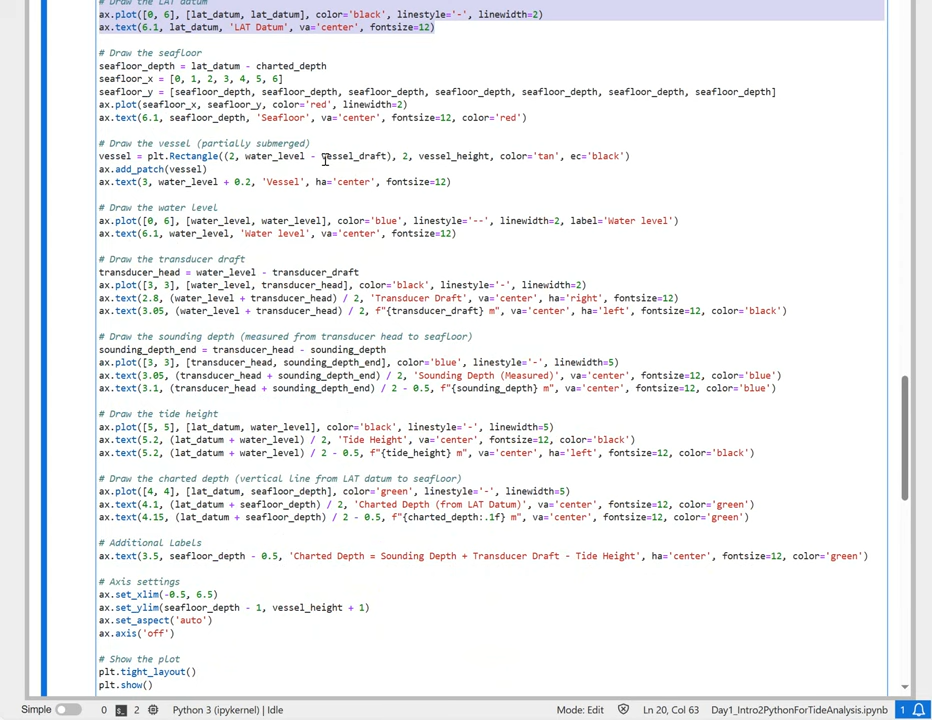 # Draw the LAT datum
ax.plot([0, 6], [lat_datum, lat_datum], color='black', linestyle='-', linewidth=2)
ax.text(6.1, lat_datum, 'LAT Datum', va='center', fontsize=12)
# Draw the seafloor
seafloor_depth = lat_datum - charted_depth
seafloor_x = [0, 1, 2, 3, 4, 5, 6]
seafloor_y = [seafloor_depth, seafloor_depth, seafloor_depth, seafloor_depth, seafloor_depth, seafloor_depth, seafloor_depth]
ax.plot(seafloor_x, seafloor_y, color='red', linewidth=2)
ax.text(6.1, seafloor_depth, 'Seafloor', va='center', fontsize=12, color='red')
# Draw the vessel (partially submerged)
vessel = plt.Rectangle((2, water_level - vessel_draft), 2, vessel_height, color='tan', ec='black')
ax.add_patch(vessel)
ax.text(3, water_level + 0.2, 'Vessel', ha='center', fontsize=12)
# Draw the water level
ax.plot([0, 6], [water_level, water_level], color='blue', linestyle='--', linewidth=2, label='Water level')
ax.text(6.1, water_level, 'Water level', va='center', fontsize=12)
# Draw the transducer draft
transducer_head = water_level - transducer_draft
ax.plot([3, 3], [water_level, transducer_head], color='black', linestyle='-', linewidth=2)
ax.text(2.8, (water_level + transducer_head) / 2, 'Transducer Draft', va='center', ha='right', fontsize=12)
ax.text(3.05, (water_level + transducer_head) / 2, f"{transducer_draft} m", va='center', ha='left', fontsize=12, color='black')
# Draw the sounding depth (measured from transducer head to seafloor)
sounding_depth_end = transducer_head - sounding_depth
ax.plot([3, 3], [transducer_head, sounding_depth_end], color='blue', linestyle='-', linewidth=5)
ax.text(3.05, (transducer_head + sounding_depth_end) / 2, 'Sounding Depth (Measured)', va='center', fontsize=12, color='blue')
ax.text(3.1, (transducer_head + sounding_depth_end) / 2 - 0.5, f"{sounding_depth} m", va='center', fontsize=12, color='blue')
# Draw the tide height
ax.plot([5, 5], [lat_datum, water_level], color='black', linestyle='-', linewidth=5)
ax.text(5.2, (lat_datum + water_level) / 2, 'Tide Height', va='center', fontsize=12, color='black')
ax.text(5.2, (lat_datum + water_level) / 2 - 0.5, f"{tide_height} m", va='center', ha='left', fontsize=12, color='black')
# Draw the charted depth (vertical line from LAT datum to seafloor)
ax.plot([4, 4], [lat_datum, seafloor_depth], color='green', linestyle='-', linewidth=5)
ax.text(4.1, (lat_datum + seafloor_depth) / 2, 'Charted Depth (from LAT Datum)', va='center', fontsize=12, color='green')
ax.text(4.15, (lat_datum + seafloor_depth) / 2 - 0.5, f"{charted_depth:.1f} m", va='center', fontsize=12, color='green')
# Additional Labels
ax.text(3.5, seafloor_depth - 0.5, 'Charted Depth = Sounding Depth + Transducer Draft - Tide Height', ha='center', fontsize=12, color='green')
# Axis settings
ax.set_xlim(-0.5, 6.5)
ax.set_ylim(seafloor_depth - 1, vessel_height + 1)
ax.set_aspect('auto')
ax.axis('off')
# Show the plot
plt.tight_layout()
plt.show()
Simple 0 2 Python 3 (ipykernel) | Idle Mode: Edit Ln 20, Col 63 Day1_Intro2PythonForTideAnalysis.ipynb 1